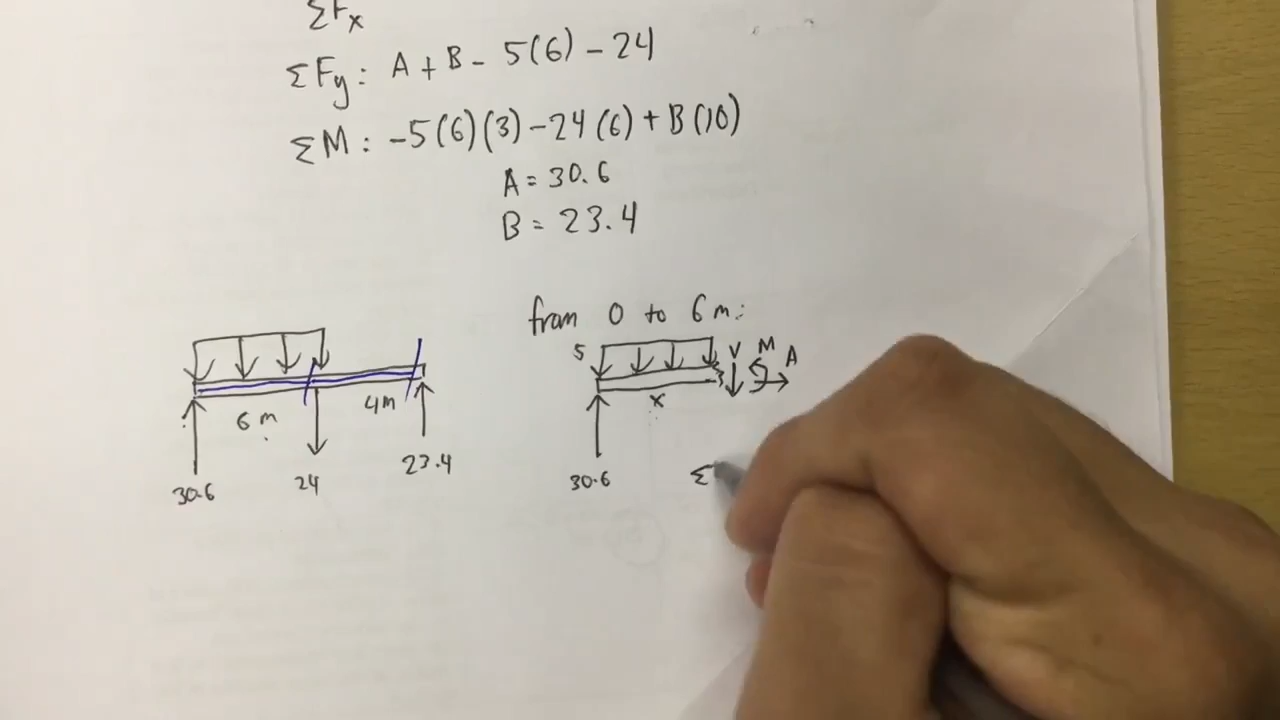 ΣFx
ΣFy: A + B - 5(6) - 24
ΣM: -5(6)(3) - 24(6) + B(10)
A = 30.6
B = 23.4
from 0 to 6m:
5
V M A
6 m
4m
x
30.6
24
23.4
30.6
Σ